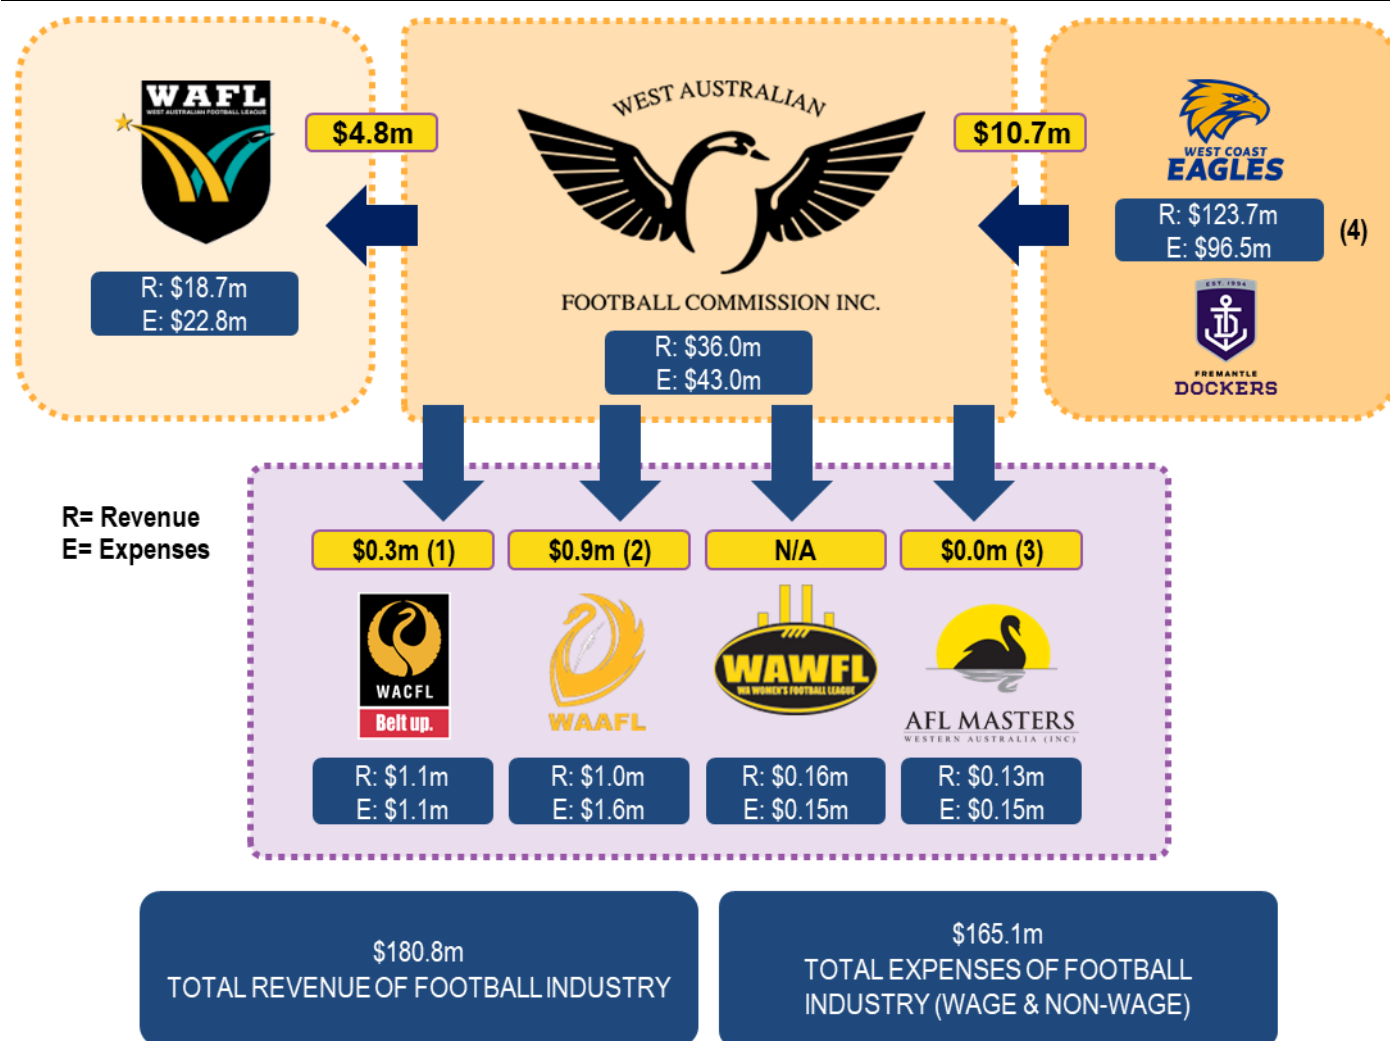 WAFL
WEST AUSTRALIAN FOOTBALL LEAGUE
$4.8m
R: $18.7m
E: $22.8m
WEST AUSTRALIAN
FOOTBALL COMMISSION INC.
R: $36.0m
E: $43.0m
$10.7m
WEST COAST
EAGLES
R: $123.7m
E: $96.5m
(4)
EST. 1994
FREMANTLE
DOCKERS
R= Revenue
E= Expenses
$0.3m (1)
$0.9m (2)
N/A
$0.0m (3)
WACFL
Belt up.
WAAFL
WAWFL
WA WOMEN'S FOOTBALL LEAGUE
AFL MASTERS
WESTERN AUSTRALIA (INC)
R: $1.1m
E: $1.1m
R: $1.0m
E: $1.6m
R: $0.16m
E: $0.15m
R: $0.13m
E: $0.15m
$180.8m
TOTAL REVENUE OF FOOTBALL INDUSTRY
$165.1m
TOTAL EXPENSES OF FOOTBALL
INDUSTRY (WAGE & NON-WAGE)